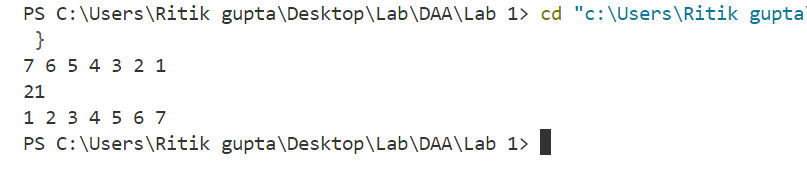 PS C:\Users\Ritik gupta\Desktop\Lab\DAA\Lab 1> cd "c:\Users\Ritik gupta\
}
7 6 5 4 3 2 1
21
1 2 3 4 5 6 7
PS C:\Users\Ritik gupta\Desktop\Lab\DAA\Lab 1>